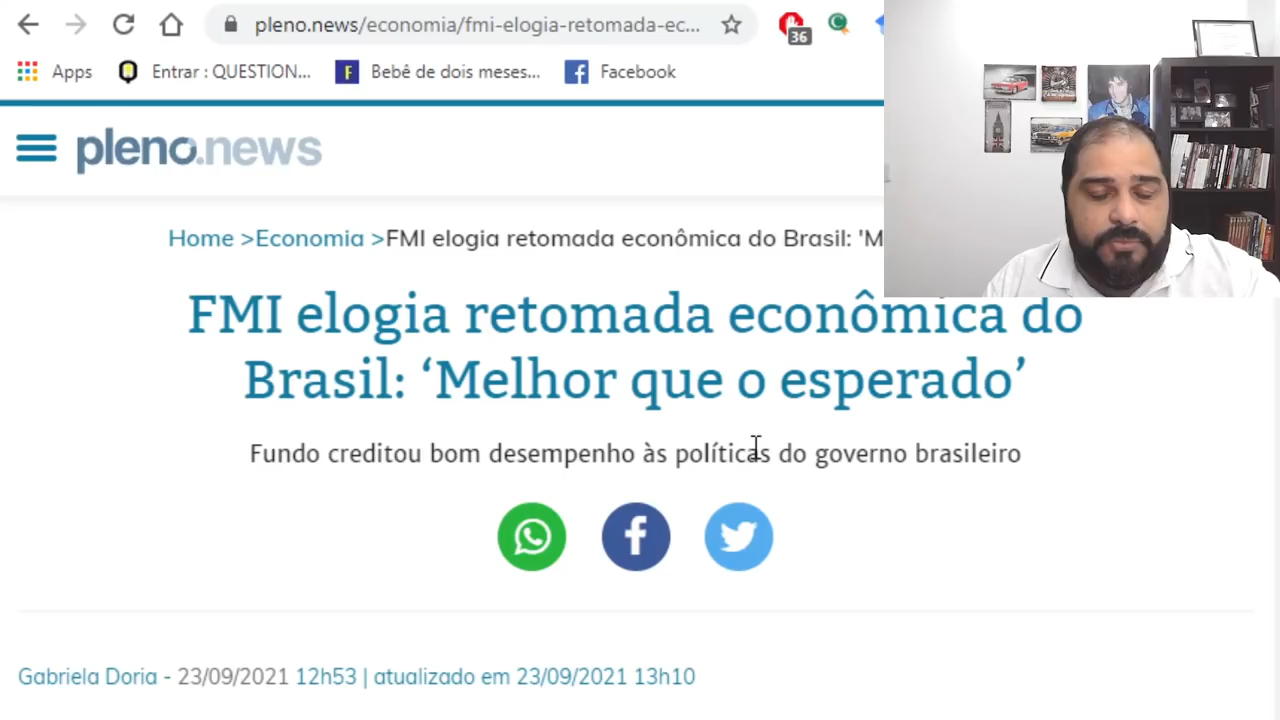 pleno.news/economia/fmi-elogia-retomada-ec...
36
Apps
Entrar : QUESTION...
F
Bebê de dois meses...
Facebook
pleno.news
Home >Economia >FMI elogia retomada econômica do Brasil: 'M
FMI elogia retomada econômica do
Brasil: ‘Melhor que o esperado’
Fundo creditou bom desempenho às políticas do governo brasileiro
Gabriela Doria - 23/09/2021 12h53 | atualizado em 23/09/2021 13h10